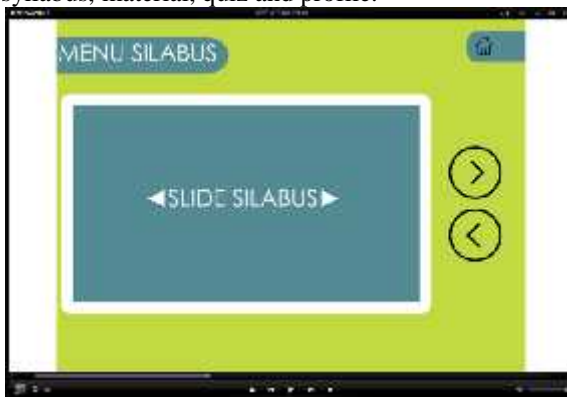 syllabus, material, quiz and profile.
MENU SILABUS
◄SLIDE SILABUS►